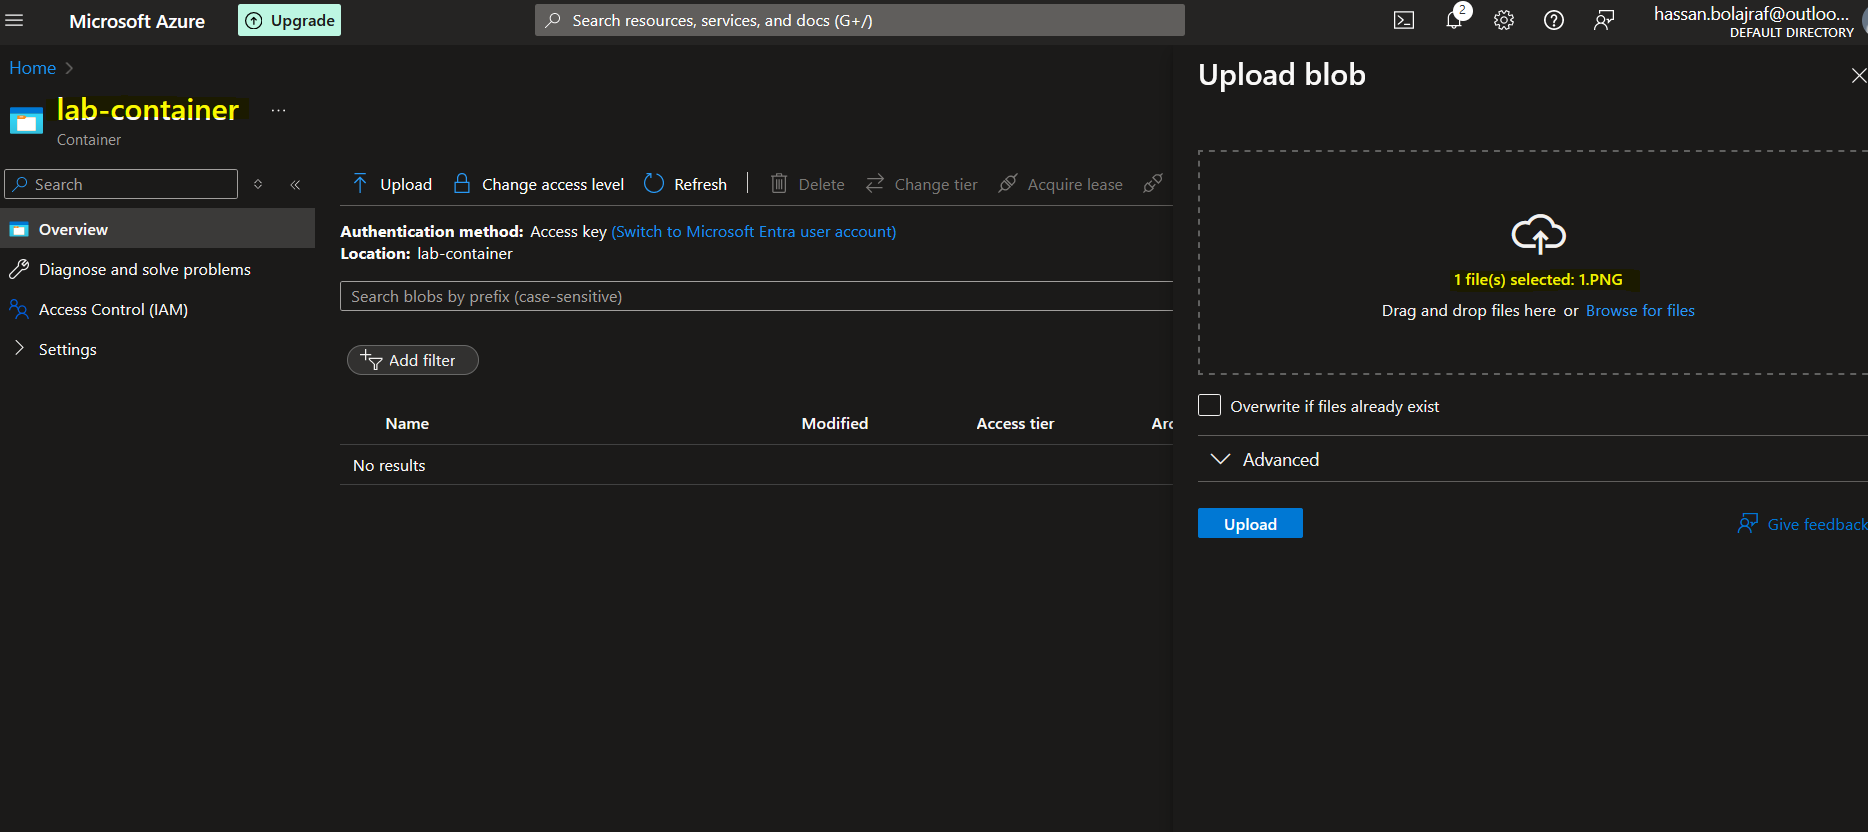 Microsoft Azure
Upgrade
Search resources, services, and docs (G+/)
2
hassan.bolajraf@outloo...
DEFAULT DIRECTORY
Home
lab-container
...
Container
Search
Overview
Diagnose and solve problems
Access Control (IAM)
Settings
Upload Change access level Refresh Delete Change tier Acquire lease
Authentication method: Access key (Switch to Microsoft Entra user account)
Location: lab-container
Search blobs by prefix (case-sensitive)
Add filter
Name Modified Access tier Arc
No results
Upload blob
1 file(s) selected: 1.PNG
Drag and drop files here or Browse for files
Overwrite if files already exist
Advanced
Upload
Give feedback